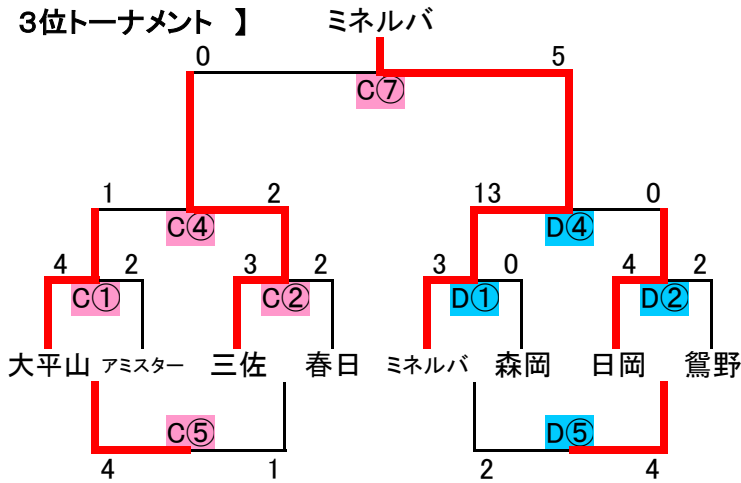 3位トーナメント 】 ミネルバ
0 5
C⑦
1 2 13 0
C④ D④
4 2 3 2 3 0 4 2
C① C② D① D②
大平山 アミスター 三佐 春日 ミネルバ 森岡 日岡 鴛野
C⑤ D⑤
4 1 2 4